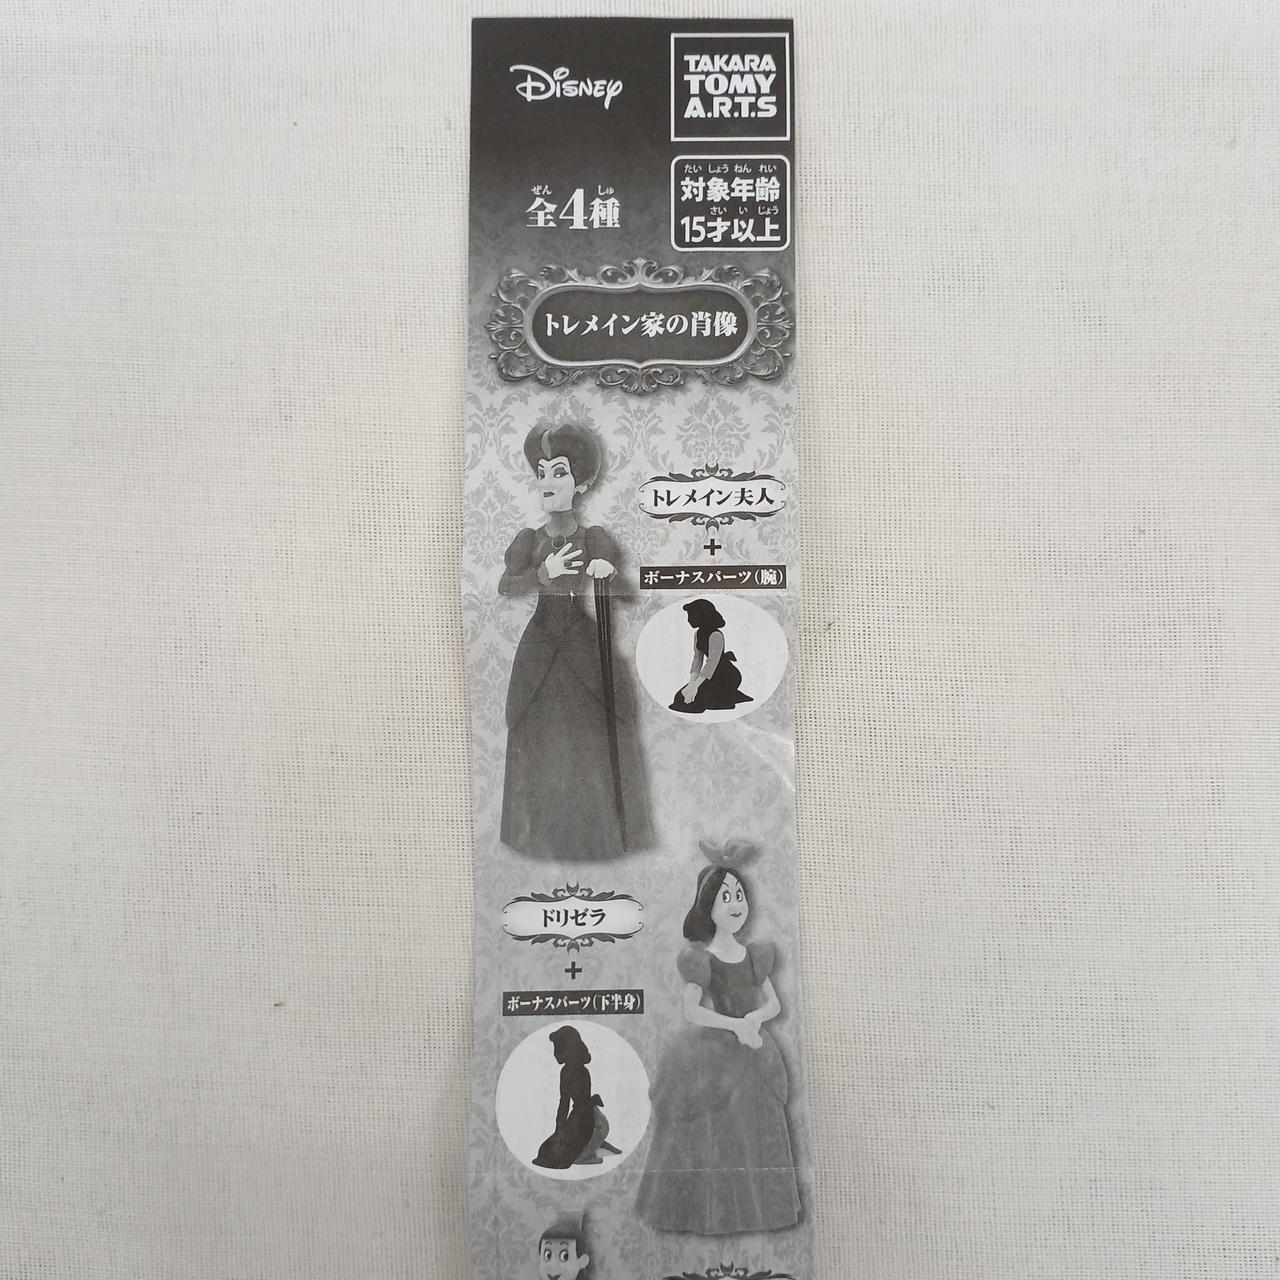 Disney
TAKARA
TOMY
A.R.T.S
ぜん しゅ
全4種
たい しょう ねん れい
対象年齢
さい い じょう
15才以上
トレメイン家の肖像
トレメイン夫人
+
ボーナスパーツ(腕)
ドリゼラ
+
ボーナスパーツ(下半身)